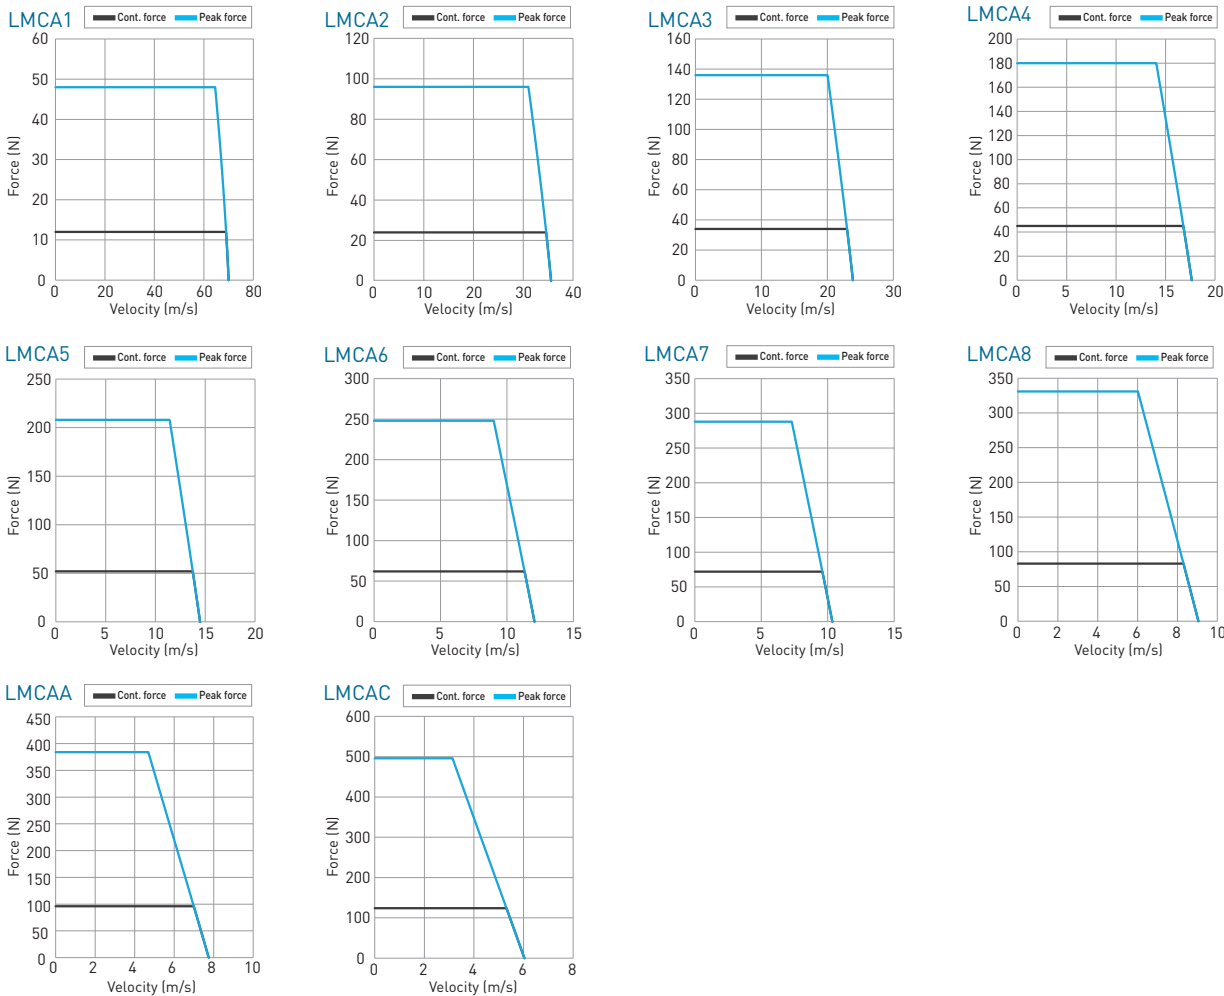 LMCA1
Cont. force Peak force
60
50
40
30
20
10
0
Force (N)
0 20 40 60 80
Velocity (m/s)
LMCA2
Cont. force Peak force
120
100
80
60
40
20
0
Force (N)
0 10 20 30 40
Velocity (m/s)
LMCA3
Cont. force Peak force
160
140
120
100
80
60
40
20
0
Force (N)
0 10 20 30
Velocity (m/s)
LMCA4
Cont. force Peak force
200
180
160
140
120
100
80
60
40
20
0
Force (N)
0 5 10 15 20
Velocity (m/s)
LMCA5
Cont. force Peak force
250
200
150
100
50
0
Force (N)
0 5 10 15 20
Velocity (m/s)
LMCA6
Cont. force Peak force
300
250
200
150
100
50
0
Force (N)
0 5 10 15
Velocity (m/s)
LMCA7
Cont. force Peak force
350
300
250
200
150
100
50
0
Force (N)
0 5 10 15
Velocity (m/s)
LMCA8
Cont. force Peak force
350
300
250
200
150
100
50
0
Force (N)
0 2 4 6 8 10
Velocity (m/s)
LMCAA
Cont. force Peak force
450
400
350
300
250
200
150
100
50
0
Force (N)
0 2 4 6 8 10
Velocity (m/s)
LMCAC
Cont. force Peak force
600
500
400
300
200
100
0
Force (N)
0 2 4 6 8
Velocity (m/s)